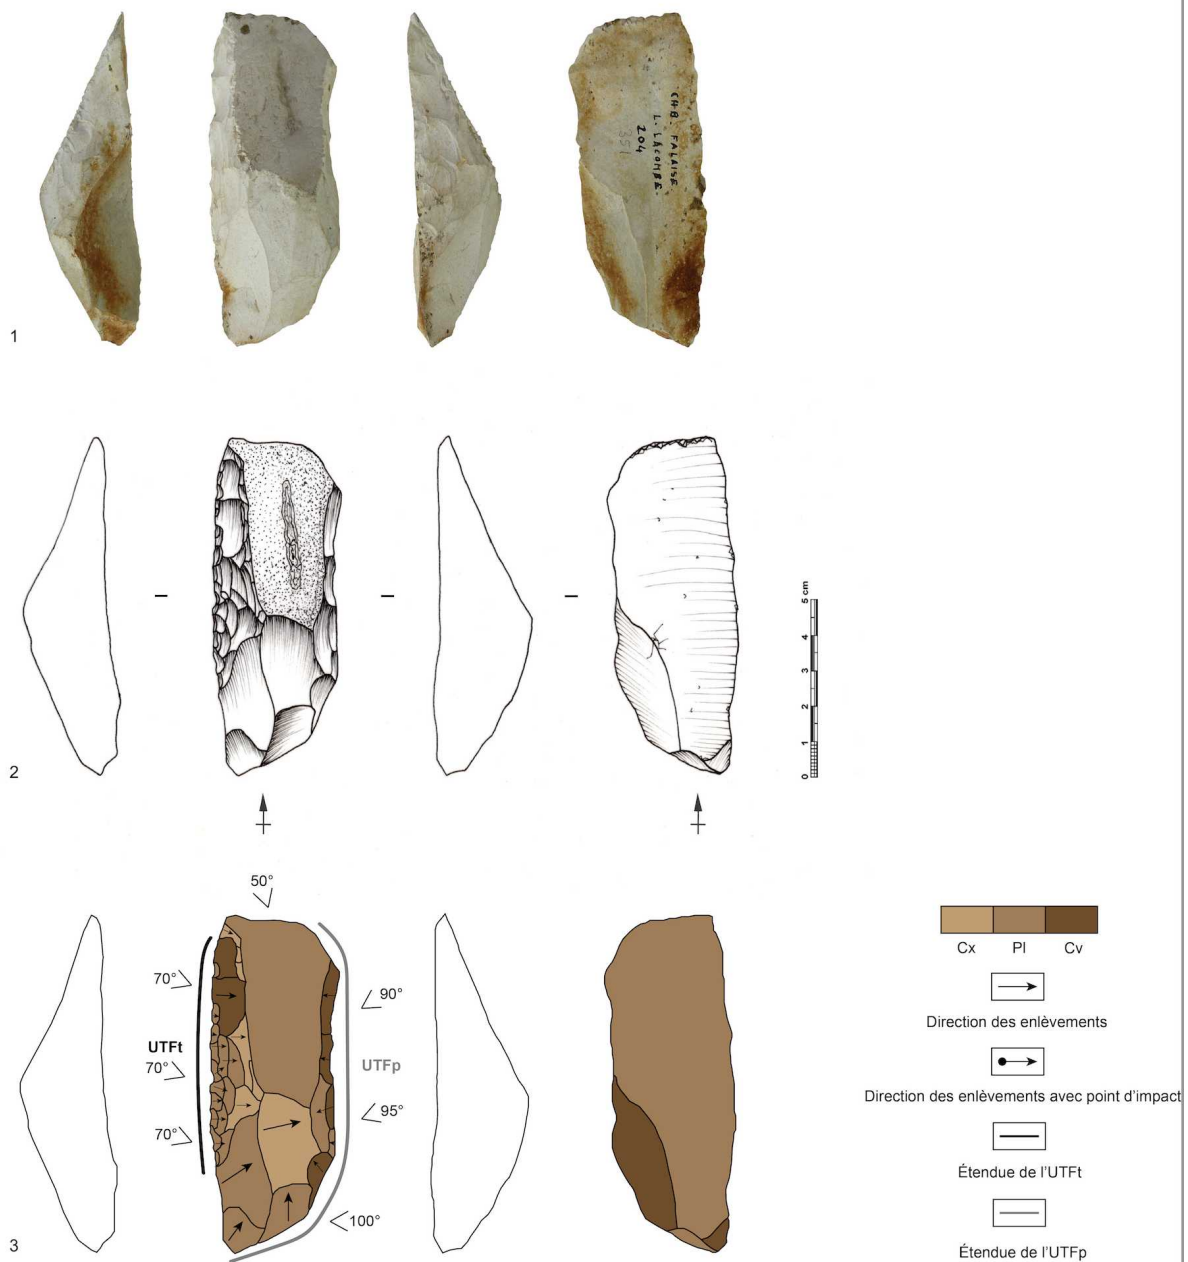 CH.B. FALAISE
L. LACOMBE.
204
351
1
5 cm
4
3
2
1
0
2
50°
70°
90°
UTFt
70°
UTFp
95°
70°
100°
3
Cx Pl Cv
Direction des enlèvements
Direction des enlèvements avec point d'impact
Étendue de l'UTFt
Étendue de l'UTFp